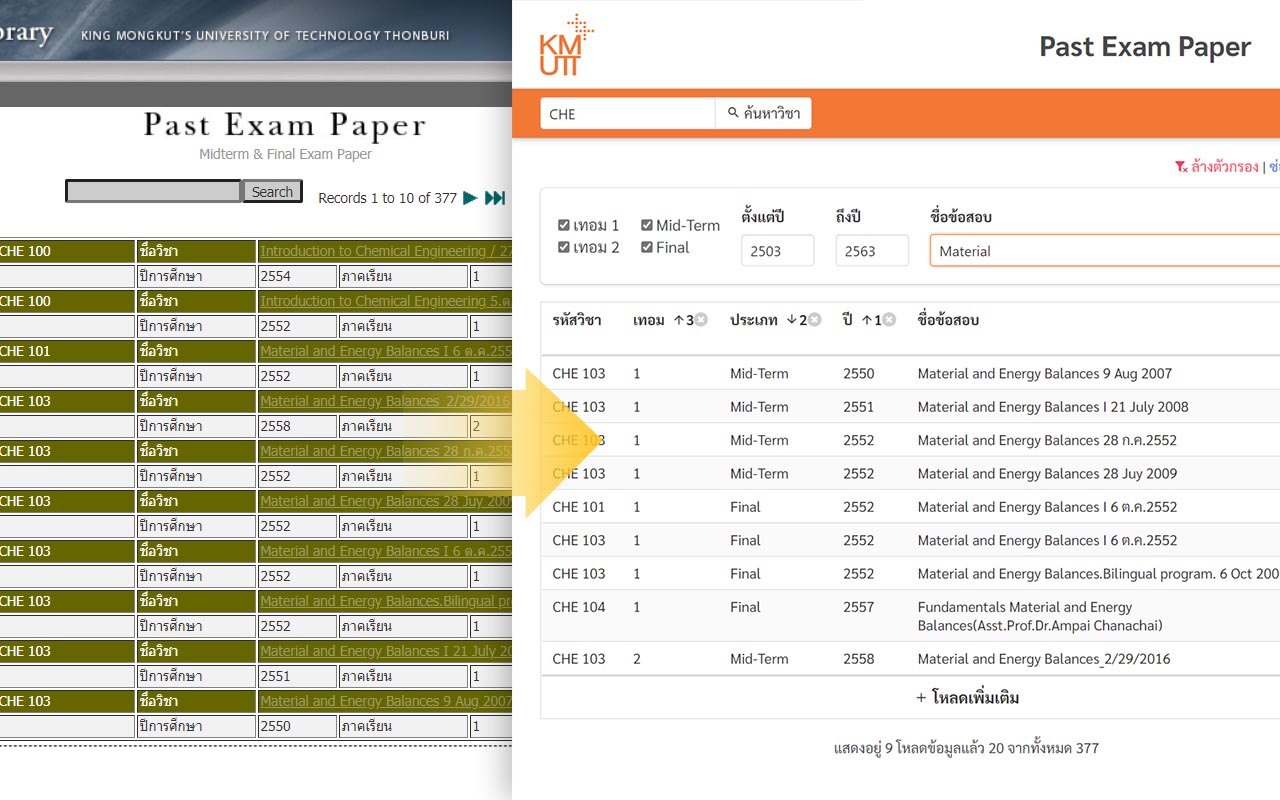 brary KING MONGKUT'S UNIVERSITY OF TECHNOLOGY THONBURI
Past Exam Paper
Midterm & Final Exam Paper
Search Records 1 to 10 of 377
CHE 100 ชื่อวิชา Introduction to Chemical Engineering / 27
ปีการศึกษา 2554 ภาคเรียน 1
CHE 100 ชื่อวิชา Introduction to Chemical Engineering 5.ต.
ปีการศึกษา 2552 ภาคเรียน 1
CHE 101 ชื่อวิชา Material and Energy Balances I 6 ต.ค.255
ปีการศึกษา 2552 ภาคเรียน 1
CHE 103 ชื่อวิชา Material and Energy Balances_2/29/2016
ปีการศึกษา 2558 ภาคเรียน 2
CHE 103 ชื่อวิชา Material and Energy Balances 28 ก.ค.255
ปีการศึกษา 2552 ภาคเรียน 1
CHE 103 ชื่อวิชา Material and Energy Balances 28 Juy 200
ปีการศึกษา 2552 ภาคเรียน 1
CHE 103 ชื่อวิชา Material and Energy Balances I 6 ต.ค.255
ปีการศึกษา 2552 ภาคเรียน 1
CHE 103 ชื่อวิชา Material and Energy Balances.Bilingual pr
ปีการศึกษา 2552 ภาคเรียน 1
CHE 103 ชื่อวิชา Material and Energy Balances I 21 July 20
ปีการศึกษา 2551 ภาคเรียน 1
CHE 103 ชื่อวิชา Material and Energy Balances 9 Aug 2007
ปีการศึกษา 2550 ภาคเรียน 1
KM
UTT
Past Exam Paper
CHE ค้นหาวิชา
ล้างตัวกรอง | ซ่
เทอม 1 Mid-Term ตั้งแต่ปี ถึงปี ชื่อข้อสอบ
เทอม 2 Final 2503 2563 Material
รหัสวิชา เทอม ↑3 ประเภท ↓2 ปี ↑1 ชื่อข้อสอบ
CHE 103 1 Mid-Term 2550 Material and Energy Balances 9 Aug 2007
CHE 103 1 Mid-Term 2551 Material and Energy Balances I 21 July 2008
CHE 103 1 Mid-Term 2552 Material and Energy Balances 28 ก.ค.2552
CHE 103 1 Mid-Term 2552 Material and Energy Balances 28 Juy 2009
CHE 101 1 Final 2552 Material and Energy Balances I 6 ต.ค.2552
CHE 103 1 Final 2552 Material and Energy Balances I 6 ต.ค.2552
CHE 103 1 Final 2552 Material and Energy Balances.Bilingual program. 6 Oct 200
CHE 104 1 Final 2557 Fundamentals Material and Energy
Balances(Asst.Prof.Dr.Ampai Chanachai)
CHE 103 2 Mid-Term 2558 Material and Energy Balances_2/29/2016
+ โหลดเพิ่มเติม
แสดงอยู่ 9 โหลดข้อมูลแล้ว 20 จากทั้งหมด 377